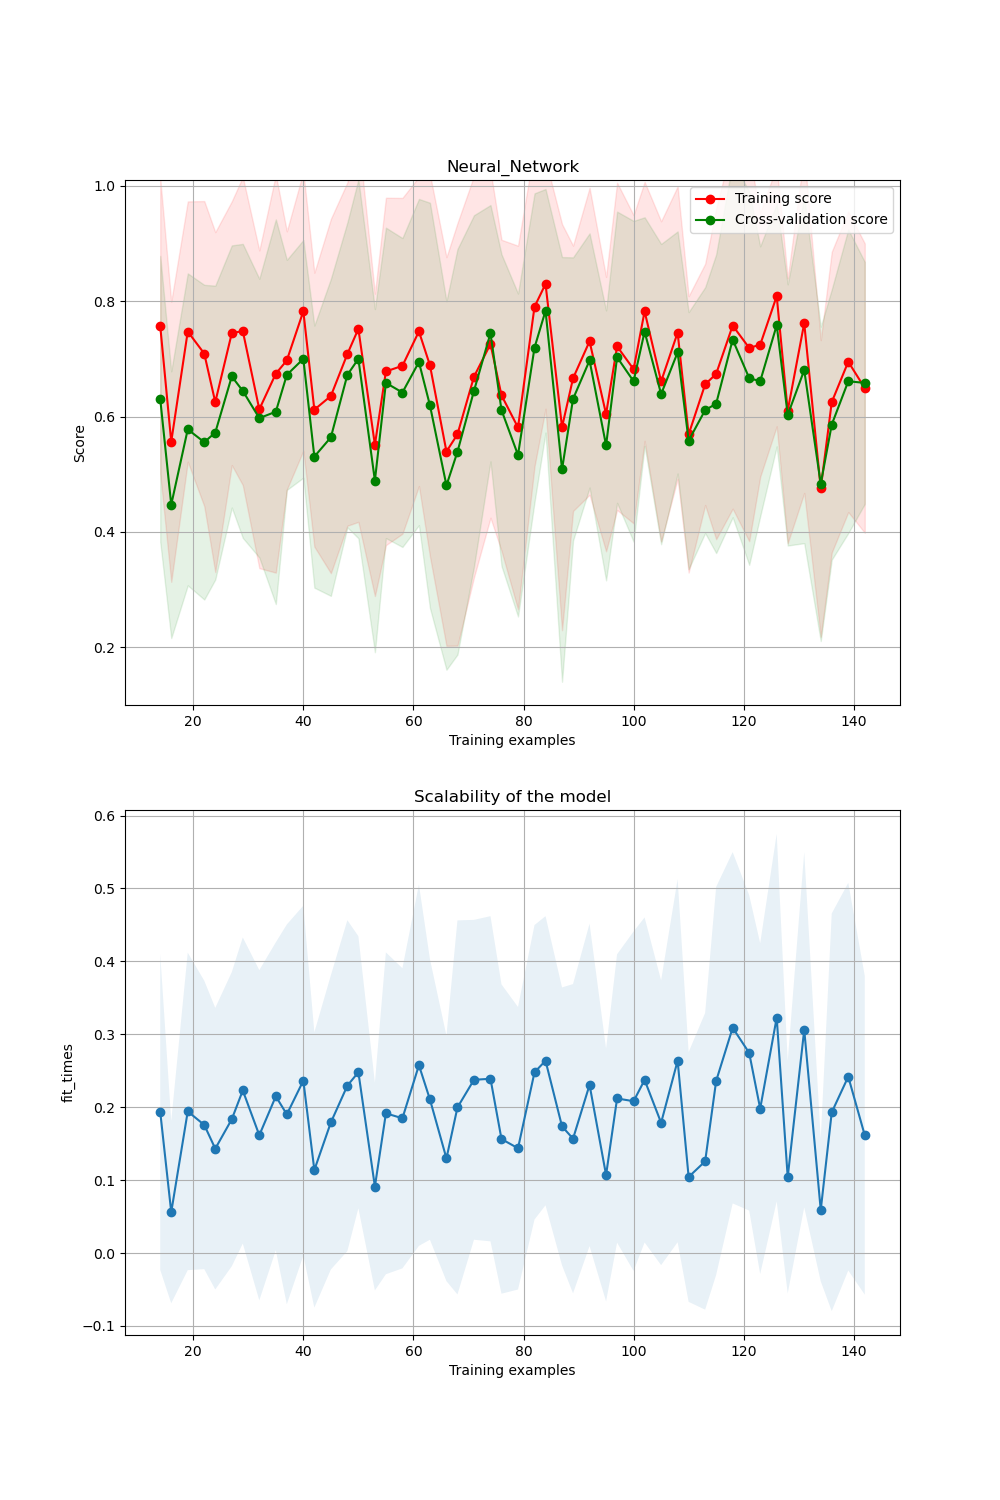 Neural_Network
1.0
0.8
0.6
0.4
0.2
Score
Training score
Cross-validation score
20 40 60 80 100 120 140
Training examples
Scalability of the model
0.6
0.5
0.4
0.3
0.2
0.1
0.0
−0.1
fit_times
20 40 60 80 100 120 140
Training examples